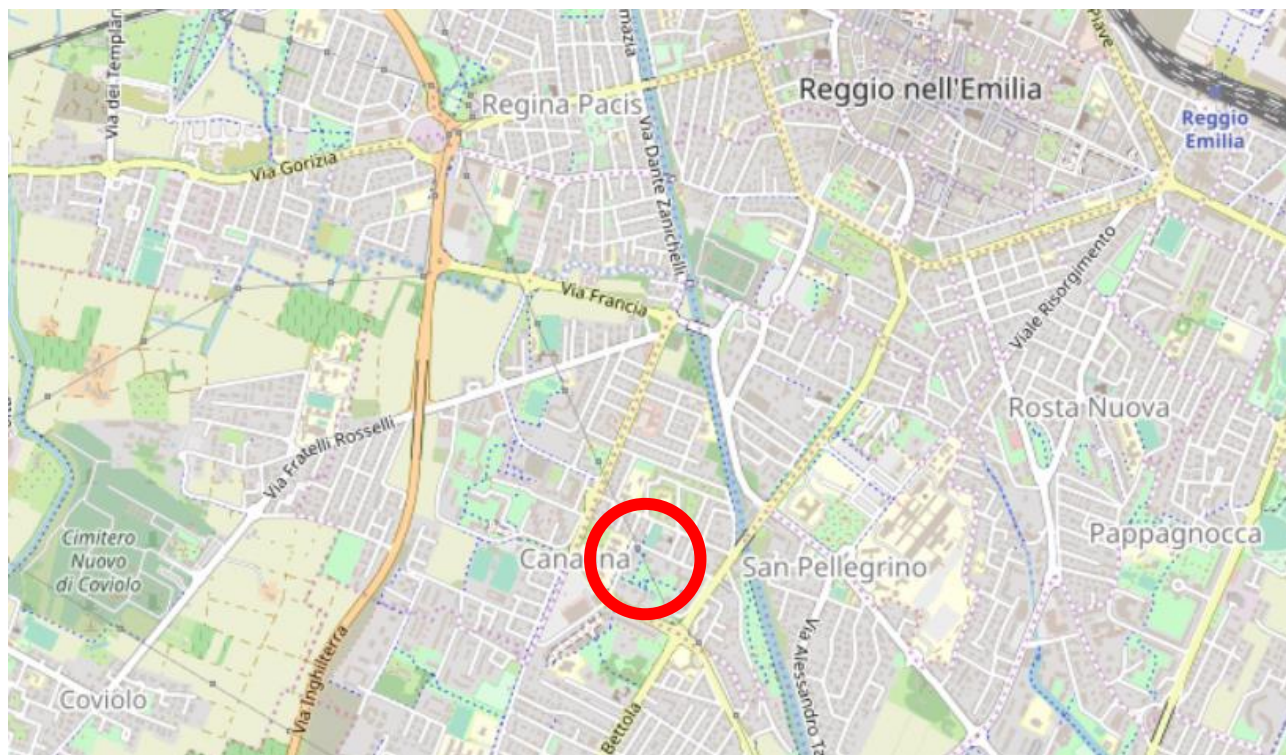 Via dei Templari
mazia
Piave
Reggio nell'Emilia
Regina Pacis
Reggio
Emilia
Via Gorizia
Via Dante Zanichelli
Viale Risorgimento
Via Francia
Rosta Nuova
Via Fratelli Rosselli
Pappagnocca
Cimitero
Nuovo
di Coviolo
San Pellegrino
Via Inghilterra
Via Alessandro Ta
Coviolo
Bettola